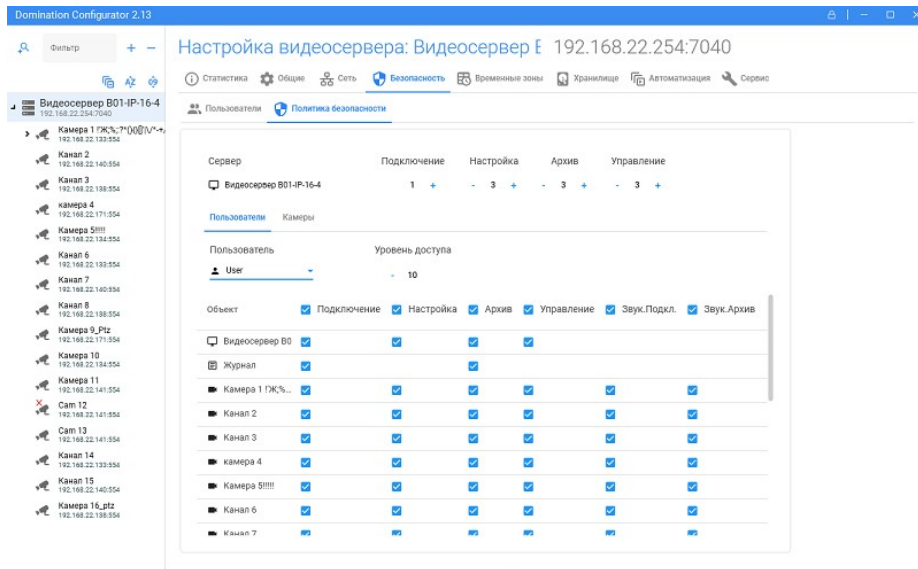 Domination Configurator 2.13
Фильтр
Видеосервер B01-IP-16-4
192.168.22.254:7040
Камера 1
192.168.22.133:554
Канал 2
192.168.22.140:554
Канал 3
192.168.22.138:554
камера 4
192.168.22.171:554
Камера 5!!!!!
192.168.22.134:554
Канал 6
192.168.22.133:554
Канал 7
192.168.22.140:554
Канал 8
192.168.22.138:554
Камера 9_Ptz
192.168.22.171:554
Камера 10
192.168.22.134:554
Камера 11
192.168.22.141:554
Cam 12
192.168.22.141:554
Cam 13
192.168.22.141:554
Канал 14
192.168.22.133:554
Канал 15
192.168.22.140:554
Камера 16_ptz
192.168.22.138:554
Настройка видеосервера: Видеосервер 192.168.22.254:7040
Статистика Общие Сеть Безопасность Временные зоны Хранилище Автоматизация Сервис
Пользователи Политика безопасности
Сервер Подключение Настройка Архив Управление
Видеосервер B01-IP-16-4 1 + - 3 + - 3 + - 3 +
Пользователи Камеры
Пользователь Уровень доступа
User - 10
Объект Подключение Настройка Архив Управление Звук.Подкл. Звук.Архив
Видеосервер B0
Журнал
Камера 1 !'Ж;%...
Канал 2
Канал 3
камера 4
Камера 5!!!!!
Канал 6
Канал 7